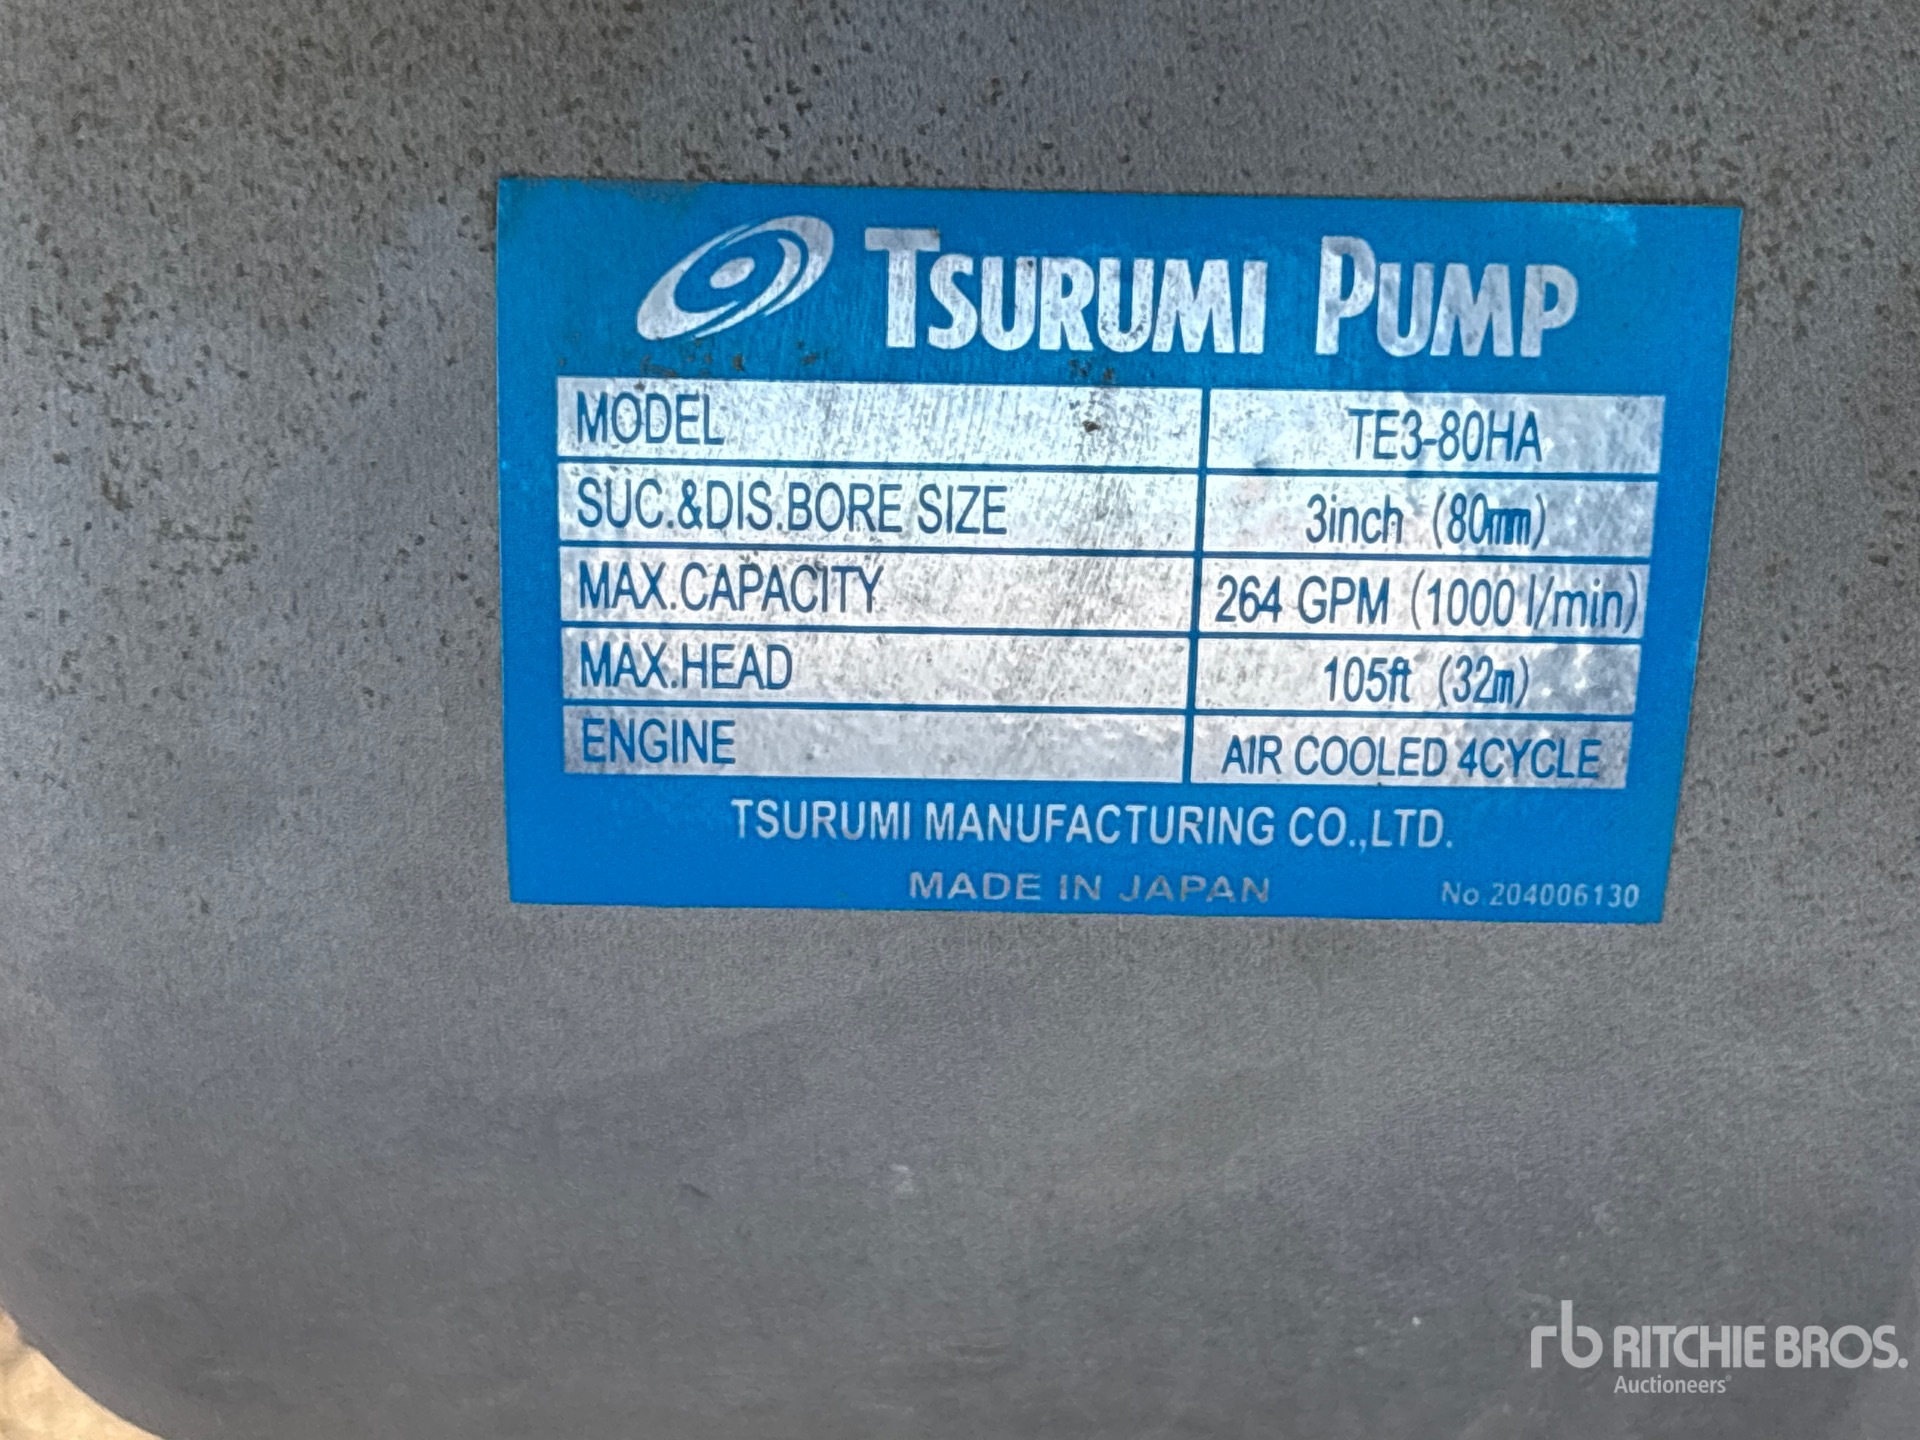 TSURUMI PUMP
MODEL TE3-80HA
SUC.&DIS.BORE SIZE 3inch (80mm)
MAX.CAPACITY 264 GPM (1000 l/min)
MAX.HEAD 105ft (32m)
ENGINE AIR COOLED 4CYCLE
TSURUMI MANUFACTURING CO.,LTD.
MADE IN JAPAN No.204006130
rb RITCHIE BROS.
Auctioneers